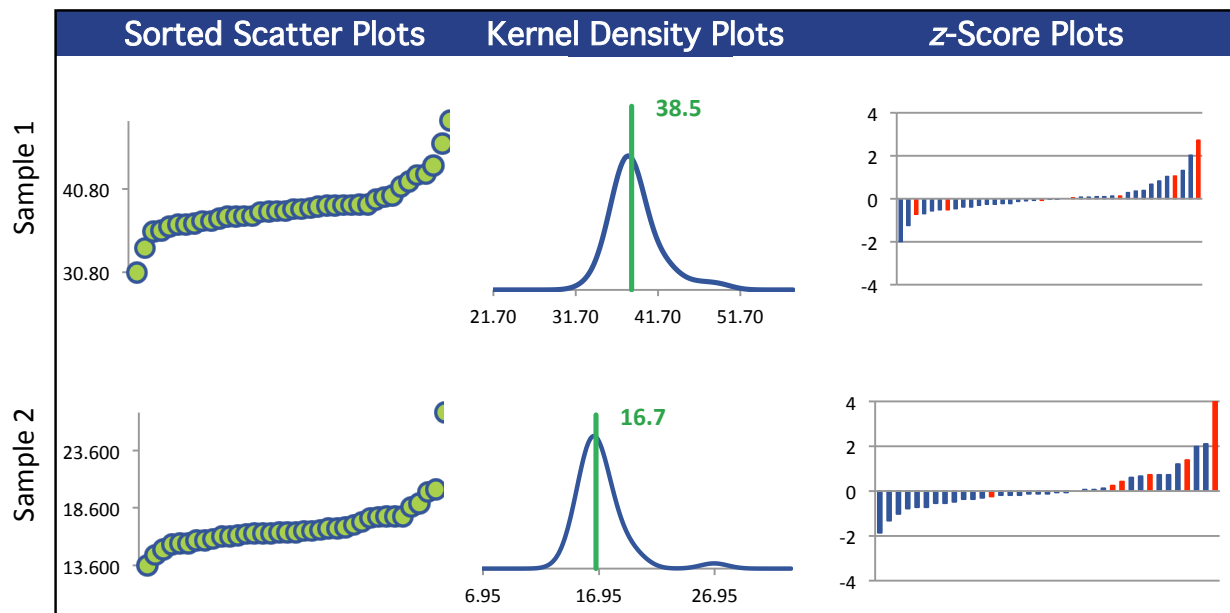 Sorted Scatter Plots
Kernel Density Plots
z-Score Plots
Sample 1
40.80
30.80
38.5
21.70 31.70 41.70 51.70
4
2
0
-2
-4
Sample 2
23.600
18.600
13.600
16.7
6.95 16.95 26.95
4
2
0
-2
-4